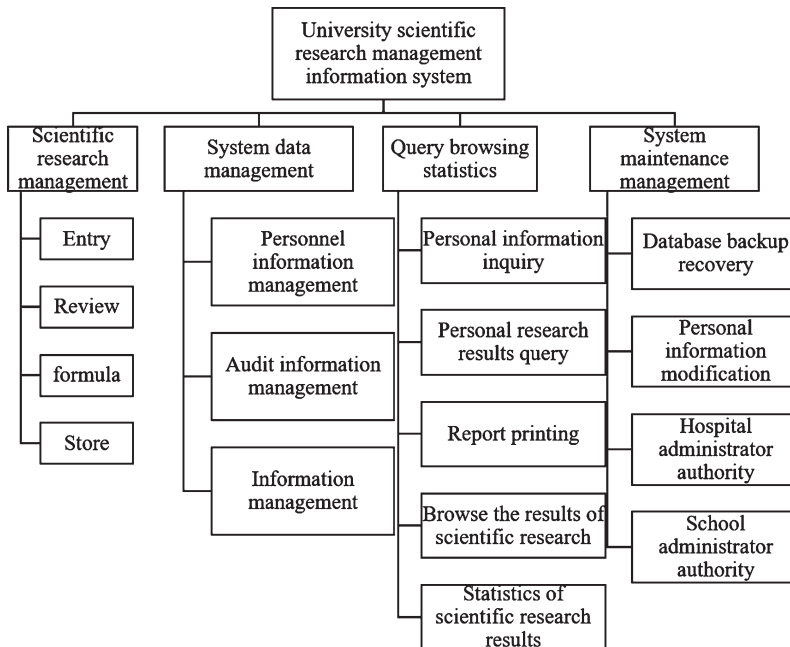 University scientific
research management
information system
Scientific
research
management
System data
management
Query browsing
statistics
System
maintenance
management
Entry
Review
formula
Store
Personnel
information
management
Audit information
management
Information
management
Personal information
inquiry
Personal research
results query
Report printing
Browse the results of
scientific research
Statistics of
scientific research
results
Database backup
recovery
Personal
information
modification
Hospital
administrator
authority
School
administrator
authority